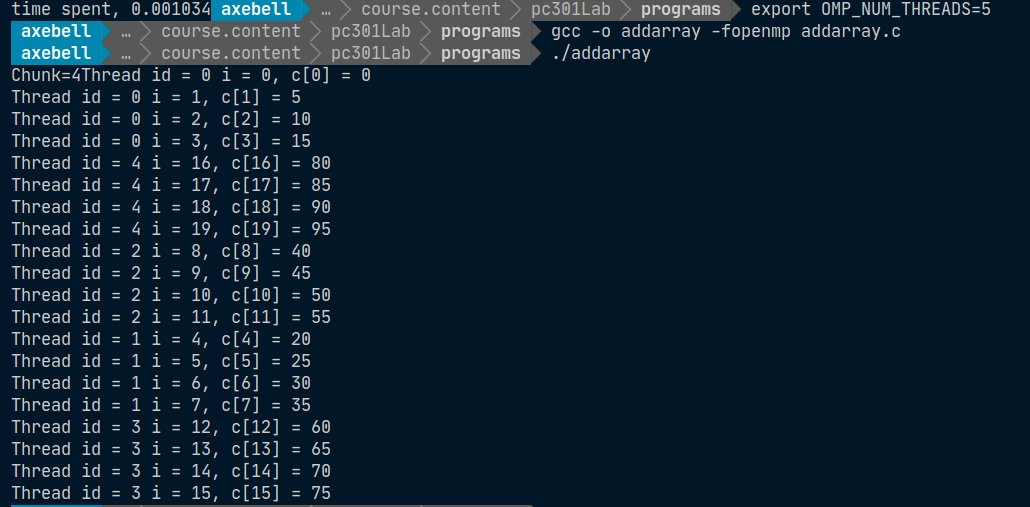 time spent, 0.001034 axebell … course.content pc301Lab programs export OMP_NUM_THREADS=5
axebell … course.content pc301Lab programs gcc -o addarray -fopenmp addarray.c
axebell … course.content pc301Lab programs ./addarray
Chunk=4Thread id = 0 i = 0, c[0] = 0
Thread id = 0 i = 1, c[1] = 5
Thread id = 0 i = 2, c[2] = 10
Thread id = 0 i = 3, c[3] = 15
Thread id = 4 i = 16, c[16] = 80
Thread id = 4 i = 17, c[17] = 85
Thread id = 4 i = 18, c[18] = 90
Thread id = 4 i = 19, c[19] = 95
Thread id = 2 i = 8, c[8] = 40
Thread id = 2 i = 9, c[9] = 45
Thread id = 2 i = 10, c[10] = 50
Thread id = 2 i = 11, c[11] = 55
Thread id = 1 i = 4, c[4] = 20
Thread id = 1 i = 5, c[5] = 25
Thread id = 1 i = 6, c[6] = 30
Thread id = 1 i = 7, c[7] = 35
Thread id = 3 i = 12, c[12] = 60
Thread id = 3 i = 13, c[13] = 65
Thread id = 3 i = 14, c[14] = 70
Thread id = 3 i = 15, c[15] = 75